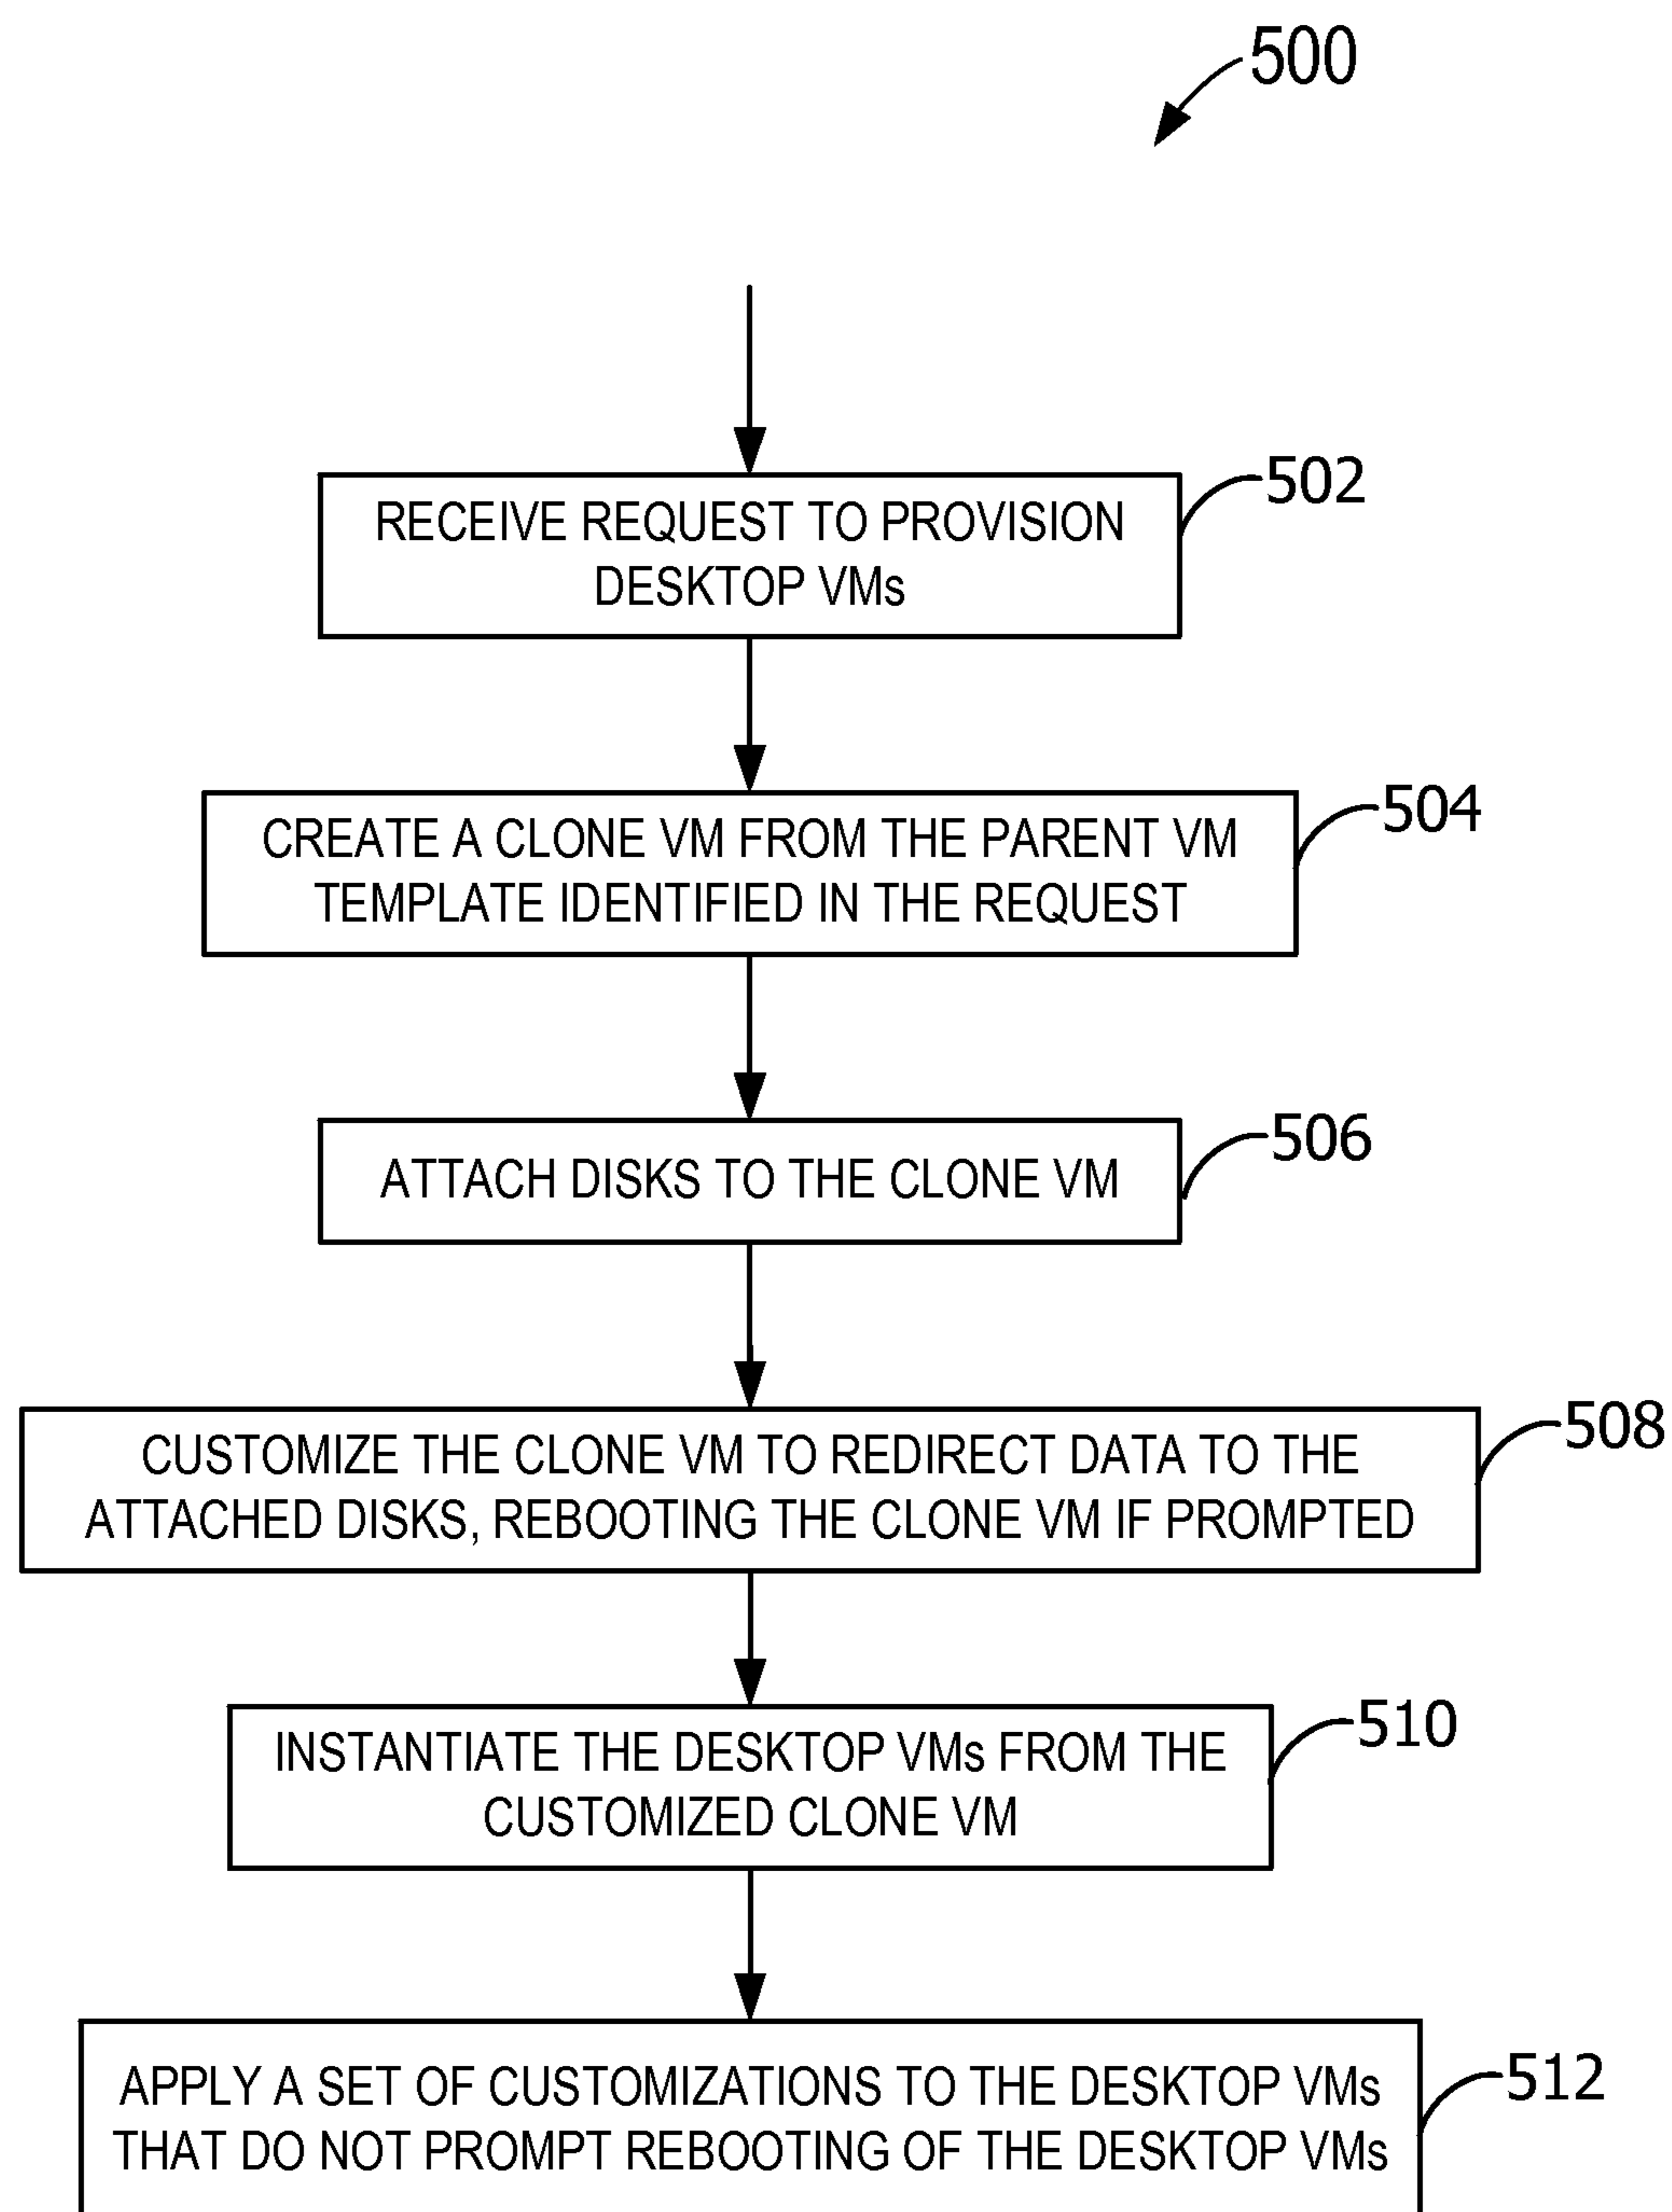 500
RECEIVE REQUEST TO PROVISION
DESKTOP VMs
502
CREATE A CLONE VM FROM THE PARENT VM
TEMPLATE IDENTIFIED IN THE REQUEST
504
ATTACH DISKS TO THE CLONE VM
506
CUSTOMIZE THE CLONE VM TO REDIRECT DATA TO THE
ATTACHED DISKS, REBOOTING THE CLONE VM IF PROMPTED
508
INSTANTIATE THE DESKTOP VMs FROM THE
CUSTOMIZED CLONE VM
510
APPLY A SET OF CUSTOMIZATIONS TO THE DESKTOP VMs
THAT DO NOT PROMPT REBOOTING OF THE DESKTOP VMs
512